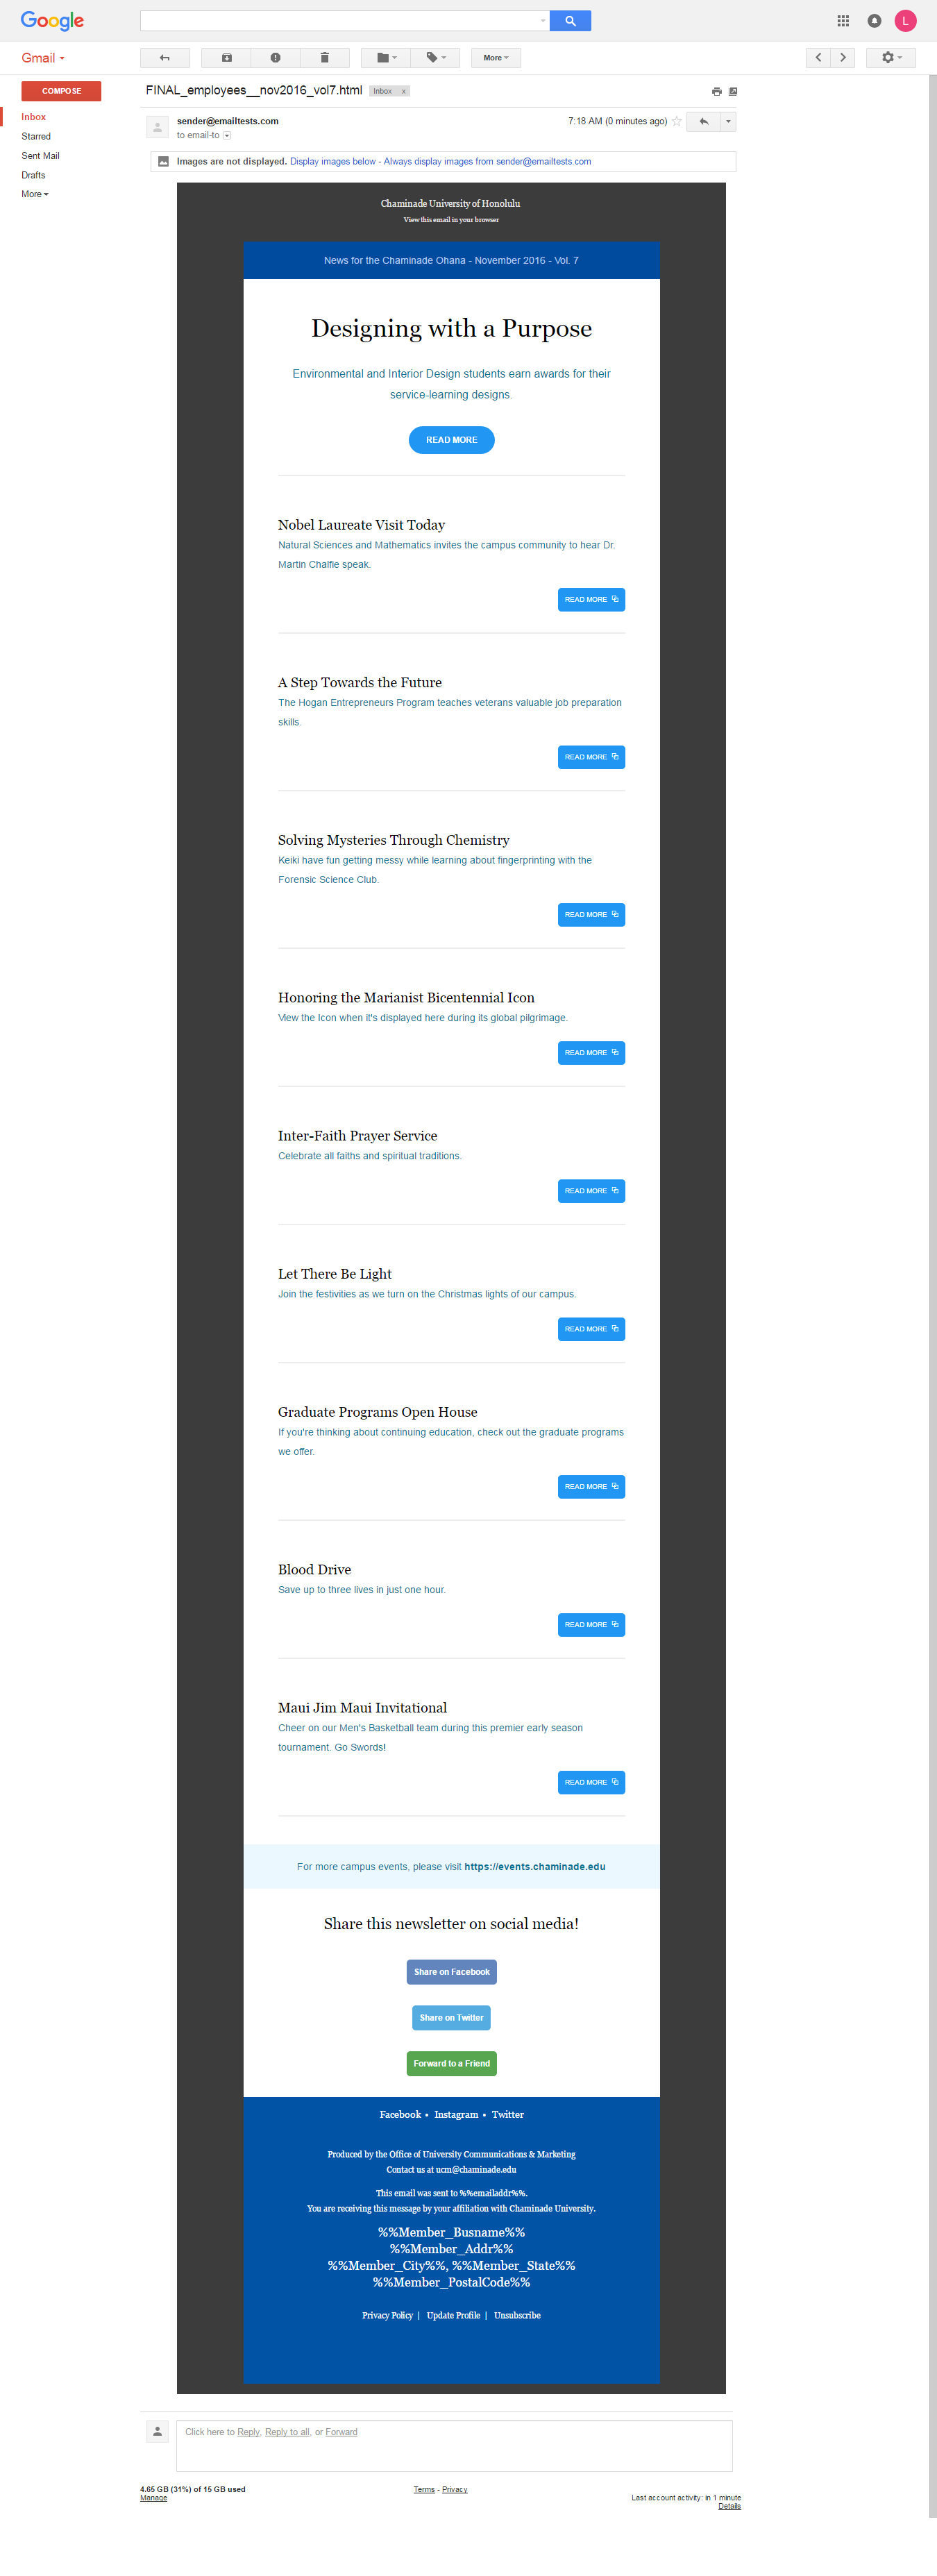 Google
L
Gmail
More
COMPOSE
FINAL_employees__nov2016_vol7.html Inbox x
Inbox
Starred
Sent Mail
Drafts
More
sender@emailtests.com
7:18 AM (0 minutes ago)
to email-to
Images are not displayed. Display images below - Always display images from sender@emailtests.com
Chaminade University of Honolulu
View this email in your browser
News for the Chaminade Ohana - November 2016 - Vol. 7
Designing with a Purpose
Environmental and Interior Design students earn awards for their
service-learning designs.
READ MORE
Nobel Laureate Visit Today
Natural Sciences and Mathematics invites the campus community to hear Dr.
Martin Chalfie speak.
READ MORE
A Step Towards the Future
The Hogan Entrepreneurs Program teaches veterans valuable job preparation
skills.
READ MORE
Solving Mysteries Through Chemistry
Keiki have fun getting messy while learning about fingerprinting with the
Forensic Science Club.
READ MORE
Honoring the Marianist Bicentennial Icon
View the Icon when it's displayed here during its global pilgrimage.
READ MORE
Inter-Faith Prayer Service
Celebrate all faiths and spiritual traditions.
READ MORE
Let There Be Light
Join the festivities as we turn on the Christmas lights of our campus.
READ MORE
Graduate Programs Open House
If you're thinking about continuing education, check out the graduate programs
we offer.
READ MORE
Blood Drive
Save up to three lives in just one hour.
READ MORE
Maui Jim Maui Invitational
Cheer on our Men's Basketball team during this premier early season
tournament. Go Swords!
READ MORE
For more campus events, please visit https://events.chaminade.edu
Share this newsletter on social media!
Share on Facebook
Share on Twitter
Forward to a Friend
Facebook • Instagram • Twitter
Produced by the Office of University Communications & Marketing
Contact us at ucm@chaminade.edu
This email was sent to %%emailaddr%%.
You are receiving this message by your affiliation with Chaminade University.
%%Member_Busname%%
%%Member_Addr%%
%%Member_City%%, %%Member_State%%
%%Member_PostalCode%%
Privacy Policy | Update Profile | Unsubscribe
Click here to Reply, Reply to all, or Forward
4.65 GB (31%) of 15 GB used
Manage
Terms - Privacy
Last account activity: in 1 minute
Details